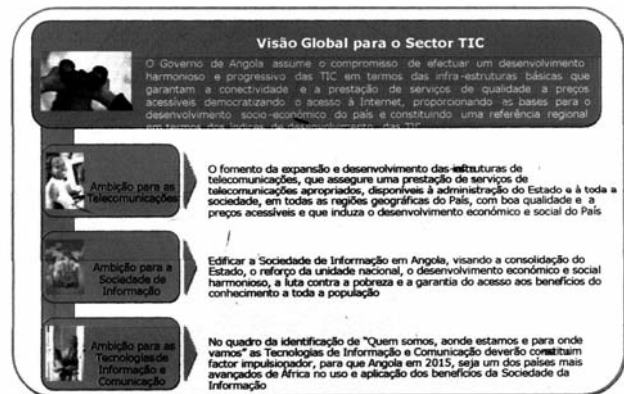 Visão Global para o Sector TIC
O Governo de Angola assume o compromisso de efectuar um desenvolvimento
harmonioso e progressivo das TIC em termos das infra-estruturas básicas que
garantam a conectividade e a prestação de serviços de qualidade a preços
acessíveis democratizando o acesso à Internet, proporcionando as bases para o
desenvolvimento socio-económico do país e constituindo uma referência regional
em termos dos índices de desenvolvimento das TIC
Ambição para as
Telecomunicações
O fomento da expansão e desenvolvimento das
telecomunicações, que assegure uma prestação de serviços de
telecomunicações apropriados, disponíveis à administração do Estado e à toda a
sociedade, em todas as regiões geográficas do País, com boa qualidade e a
preços acessíveis e que induza o desenvolvimento económico e social do País
Ambição para a
Sociedade de
Informação
Edificar a Sociedade de Informação em Angola, visando a consolidação do
Estado, o reforço da unidade nacional, o desenvolvimento económico e social
harmonioso, a luta contra a pobreza e a garantia do acesso aos benefícios do
conhecimento a toda a população
Ambição para as
Tecnologias de
Informação e
Comunicação
No quadro da identificação de "Quem somos, aonde estamos e para onde
vamos" as Tecnologias de Informação e Comunicação deverão constituim
factor impulsionador, para que Angola em 2015, seja um dos países mais
avançados de África no uso e aplicação dos benefícios da Sociedade da
Informação